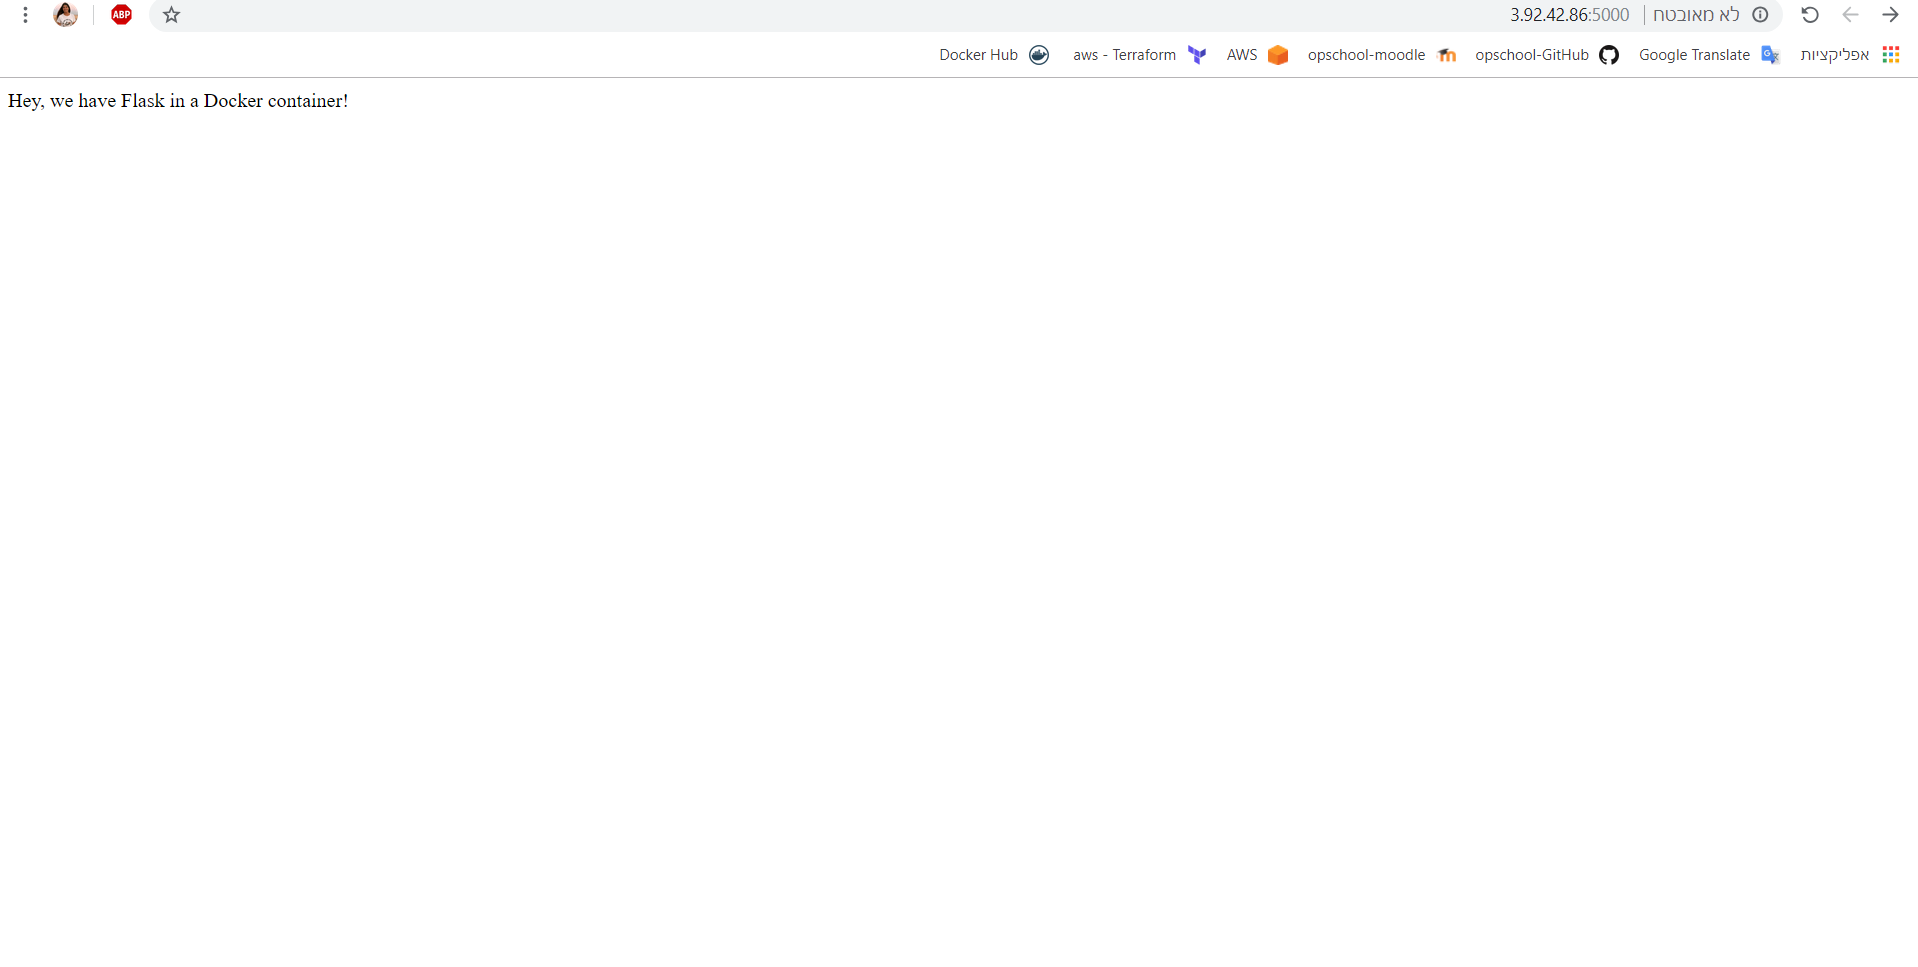 ABP
3.92.42.86:5000 לא מאובטח
Docker Hub aws - Terraform AWS opschool-moodle opschool-GitHub Google Translate אפליקציות
Hey, we have Flask in a Docker container!